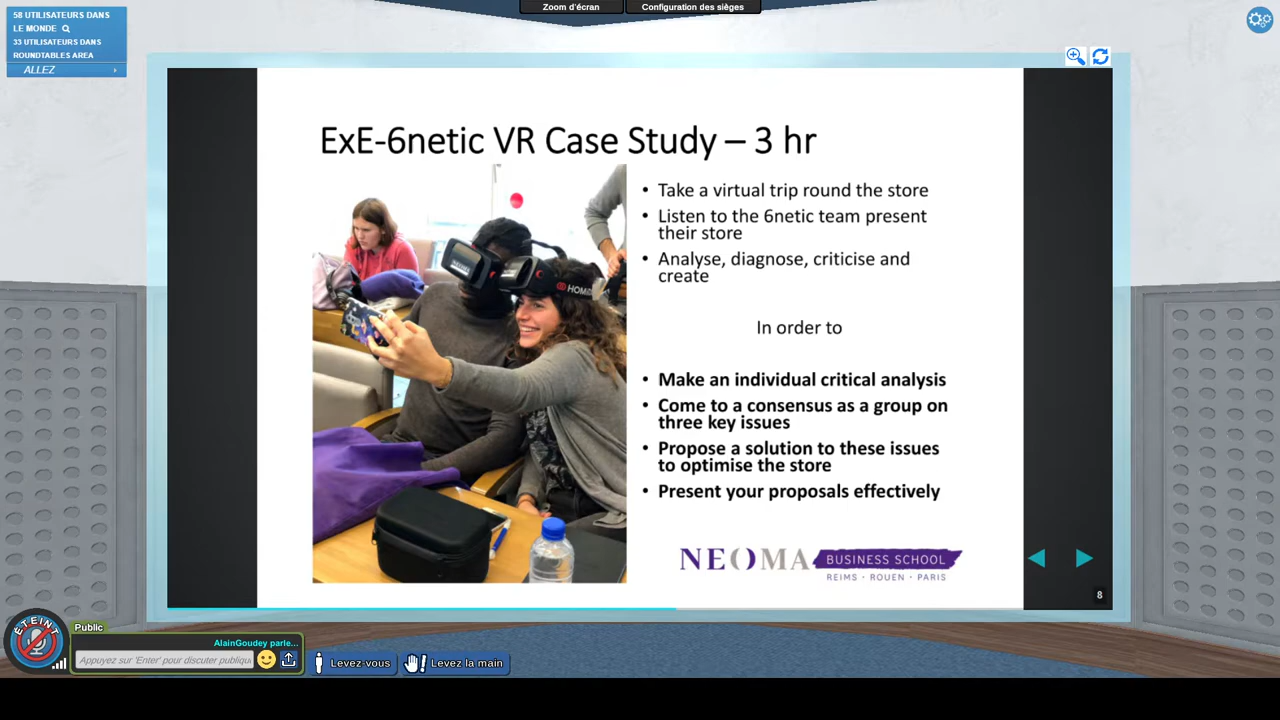 Zoom d'écran
Configuration des sièges
58 UTILISATEURS DANS
LE MONDE
33 UTILISATEURS DANS
ROUNDTABLES AREA
ALLEZ
ExE-6netic VR Case Study – 3 hr
• Take a virtual trip round the store
• Listen to the 6netic team present
their store
• Analyse, diagnose, criticise and
create
In order to
• Make an individual critical analysis
• Come to a consensus as a group on
three key issues
• Propose a solution to these issues
to optimise the store
• Present your proposals effectively
NEOMA BUSINESS SCHOOL
REIMS • ROUEN • PARIS
8
ÉTEINT
Public
AlainGoudey parle...
Appuyez sur 'Enter' pour discuter publiqu
Levez-vous
Levez la main